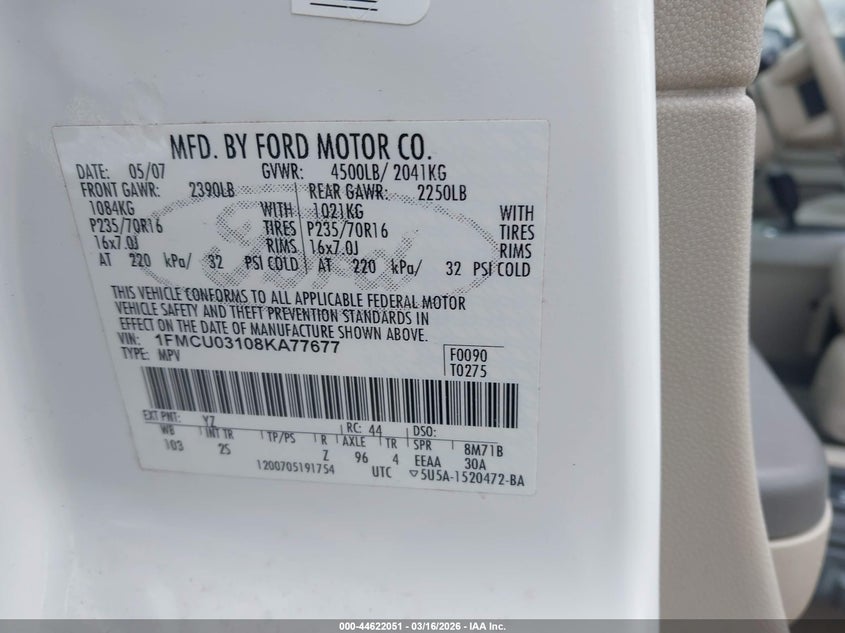 MFD. BY FORD MOTOR CO.
DATE: 05/07 GVWR: 4500LB/ 2041KG
FRONT GAWR: 2390LB REAR GAWR: 2250LB
1084KG WITH 1021KG WITH
P235/70R16 TIRES P235/70R16 TIRES
16x7.0J RIMS 16x7.0J RIMS
AT 220 kPa/ 32 PSI COLD AT 220 kPa/ 32 PSI COLD
Ford
THIS VEHICLE CONFORMS TO ALL APPLICABLE FEDERAL MOTOR
VEHICLE SAFETY AND THEFT PREVENTION STANDARDS IN
EFFECT ON THE DATE OF MANUFACTURE SHOWN ABOVE.
VIN: 1FMCU03108KA77677
TYPE: MPV
F0090
T0275
EXT PNT: YZ RC: 44 DSO:
WB INT TR TP/PS R AXLE TR SPR 8M71B
103 2S Z 96 4 EEAA 30A
1200705191754 UTC 5U5A-1520472-BA
000-44622051 - 03/16/2026 - IAA Inc.